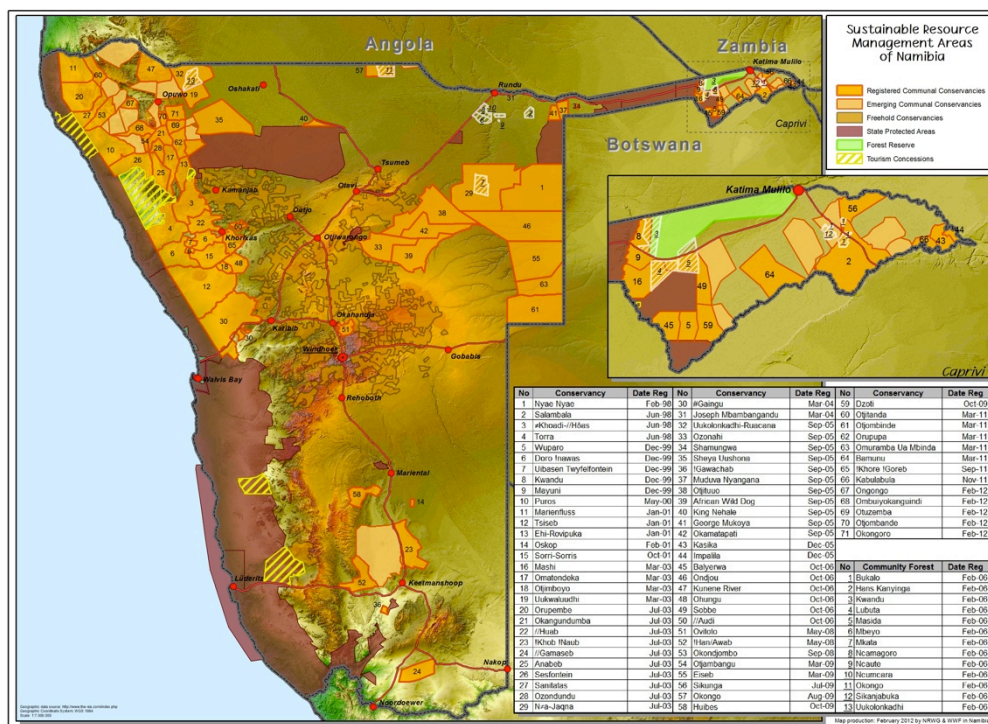 Sustainable Resource
Management Areas
of Namibia
Registered Communal Conservancies
Emerging Communal Conservancies
Freehold Conservancies
State Protected Areas
Forest Reserve
Tourism Concessions
Angola
Zambia
Botswana
Katima Mulilo
Caprivi
Rundu
Oshakati
Opuwo
Tsumeb
Otavi
Kamanjab
Outjo
Khorixas
Otjiwarongo
Okahandja
Karibib
Windhoek
Gobabis
Walvis Bay
Rehoboth
Mariental
Keetmanshoop
Lüderitz
Nakop
Noordoewer
Katima Mulilo
Caprivi
No Conservancy Date Reg No Conservancy Date Reg No Conservancy Date Reg
1 Nyae Nyae Feb-98 30 #Gaingu Mar-04 59 Dzoti Oct-09
2 Salambala Jun-98 31 Joseph Mbambangandu Mar-04 60 Otjitanda Mar-11
3 ≠Khoadi-//Hôas Jun-98 32 Uukolonkadhi-Ruacana Sep-05 61 Otjombinde Mar-11
4 Torra Jun-98 33 Ozonahi Sep-05 62 Orupupa Mar-11
5 Wuparo Dec-99 34 Shamungwa Sep-05 63 Omuramba Ua Mbinda Mar-11
6 Doro !nawas Dec-99 35 Sheya Uushona Sep-05 64 Bamunu Mar-11
7 Uibasen Twyfelfontein Dec-99 36 !Gawachab Sep-05 65 !Khore !Goreb Sep-11
8 Kwandu Dec-99 37 Muduva Nyangana Sep-05 66 Kabulabula Nov-11
9 Mayuni Dec-99 38 Otjituuo Sep-05 67 Ongongo Feb-12
10 Puros May-00 39 African Wild Dog Sep-05 68 Ombuiyokanguindi Feb-12
11 Marienfluss Jan-01 40 King Nehale Sep-05 69 Otuzemba Feb-12
12 Tsiseb Jan-01 41 George Mukoya Sep-05 70 Otjombande Feb-12
13 Ehi-Rovipuka Jan-01 42 Okamatapati Sep-05 71 Okongoro Feb-12
14 Oskop Feb-01 43 Kasika Dec-05
15 Sorri-Sorris Oct-01 44 Impalila Dec-05
16 Mashi Mar-03 45 Balyerwa Oct-06 No Community Forest Date Reg
17 Omatendeka Mar-03 46 Ondjou Oct-06 1 Bukalo Feb-06
18 Otjimboyo Mar-03 47 Kunene River Oct-06 2 Hans Kanyinga Feb-06
19 Uukwaluudhi Mar-03 48 Ohungu Oct-06 3 Kwandu Feb-06
20 Orupembe Jul-03 49 Sobbe Oct-06 4 Lubuta Feb-06
21 Okangundumba Jul-03 50 //Audi Oct-06 5 Masida Feb-06
22 //Huab Jul-03 51 Ovitoto May-08 6 Mbeyo Feb-06
23 !Khob !Naub Jul-03 52 !Han/Awab May-08 7 Mkata Feb-06
24 //Gamaseb Jul-03 53 Okondjombo Sep-08 8 Ncamagoro Feb-06
25 Anabeb Jul-03 54 Otjambangu Mar-09 9 Ncaute Feb-06
26 Sesfontein Jul-03 55 Eiseb Mar-09 10 Ncumcara Feb-06
27 Sanitatas Jul-03 56 Sikunga Jul-09 11 Okongo Feb-06
28 Ozondundu Jul-03 57 Okongo Aug-09 12 Sikanjabuka Feb-06
29 N≠a-Jaqna Jul-03 58 Huibes Oct-09 13 Uukolonkadhi Feb-06
Map production: February 2012 by NRWG & WWF in Namibia